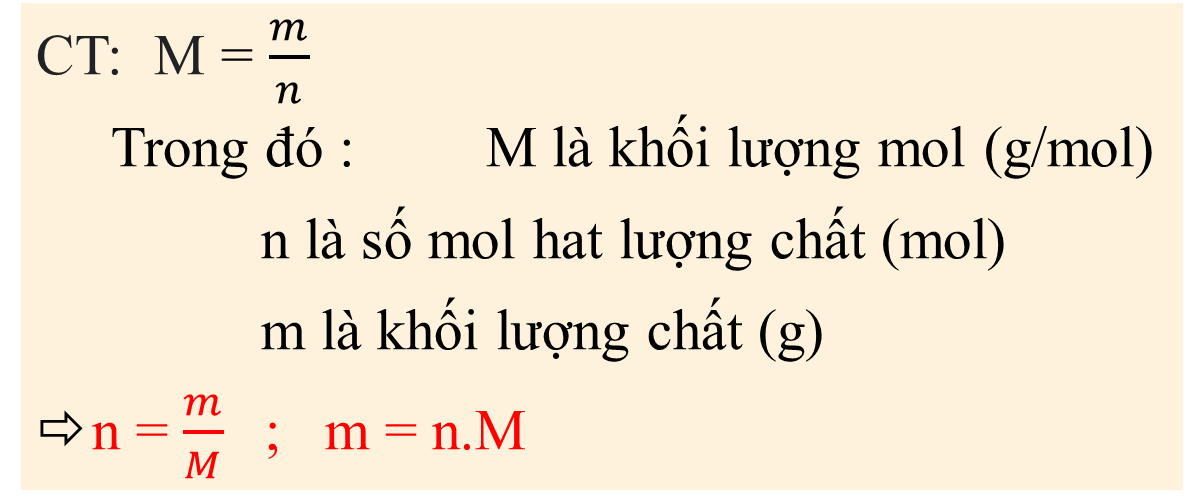 CT: M = m/n
Trong đó : M là khối lượng mol (g/mol)
n là số mol hat lượng chất (mol)
m là khối lượng chất (g)
⇨ n = m/M ; m = n.M